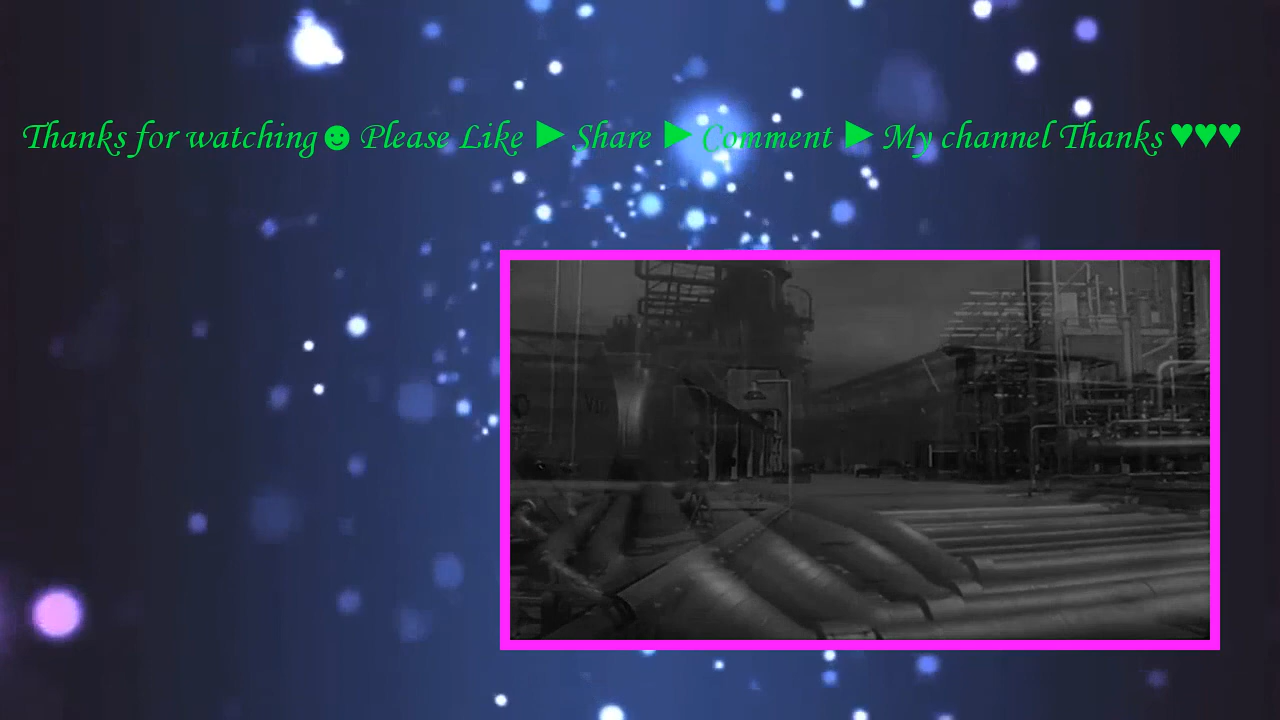 Thanks for watching☻Please Like ►Share ►Comment ►My channel Thanks♥♥♥